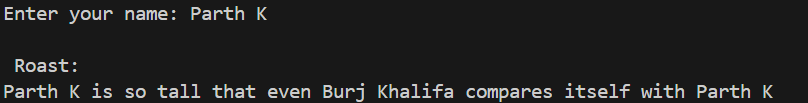 Enter your name: Parth K
Roast:
Parth K is so tall that even Burj Khalifa compares itself with Parth K